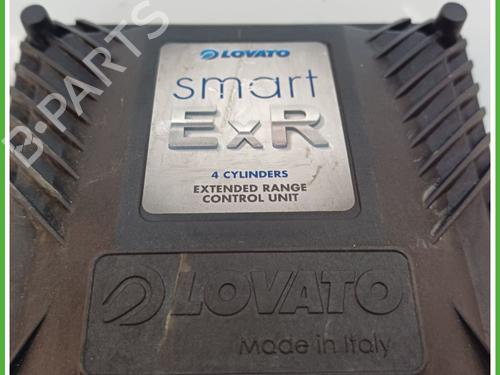 LOVATO
smart
ExR
4 CYLINDERS
EXTENDED RANGE
CONTROL UNIT
LOVATO
Made in Italy
B-PARTS